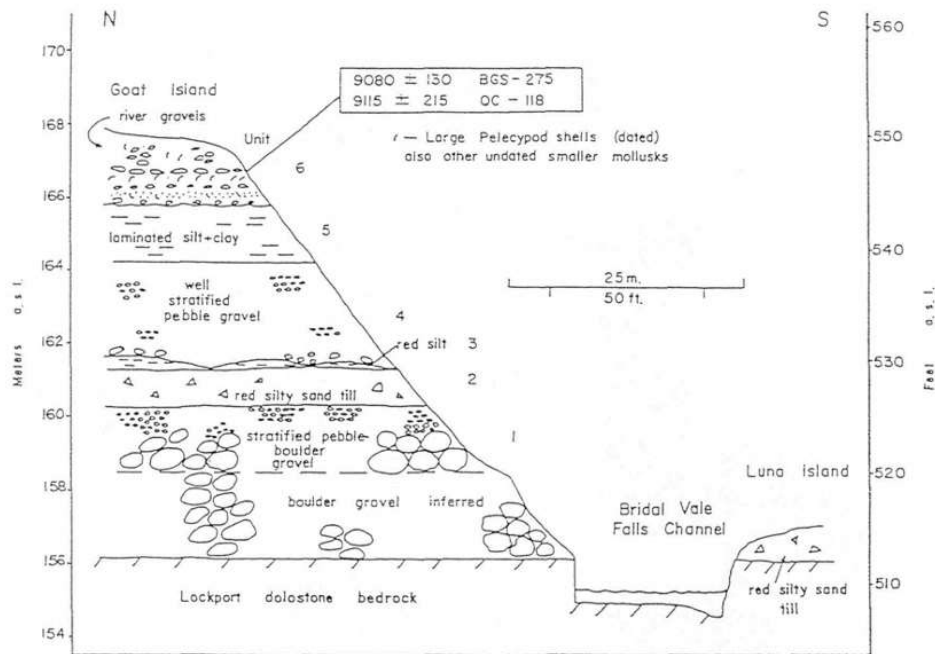 N
S
170
168
166
164
162
160
158
156
154
Meters a.s.l.
560
550
540
530
520
510
Feet a.s.l.
9080 ± 130 BGS-275
9115 ± 215 QC-118
Goat Island
river gravels
Unit
— Large Pelecypod shells (dated)
also other undated smaller mollusks
6
5
laminated silt+clay
25 m.
50 ft.
well
stratified
pebble gravel
4
red silt 3
2
red silty sand till
stratified pebble-
boulder
gravel
1
boulder gravel inferred
Luna Island
Bridal Vale
Falls Channel
red silty sand
till
Lockport dolostone bedrock